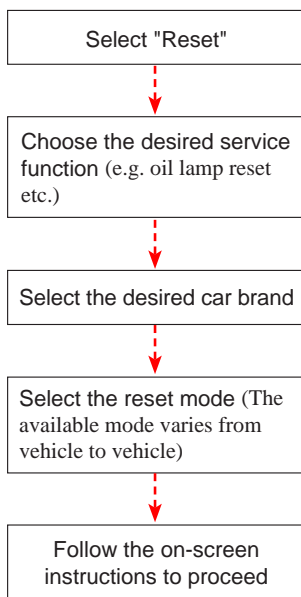 Select "Reset"
Choose the desired service
function (e.g. oil lamp reset
etc.)
Select the desired car brand
Select the reset mode (The
available mode varies from
vehicle to vehicle)
Follow the on-screen
instructions to proceed